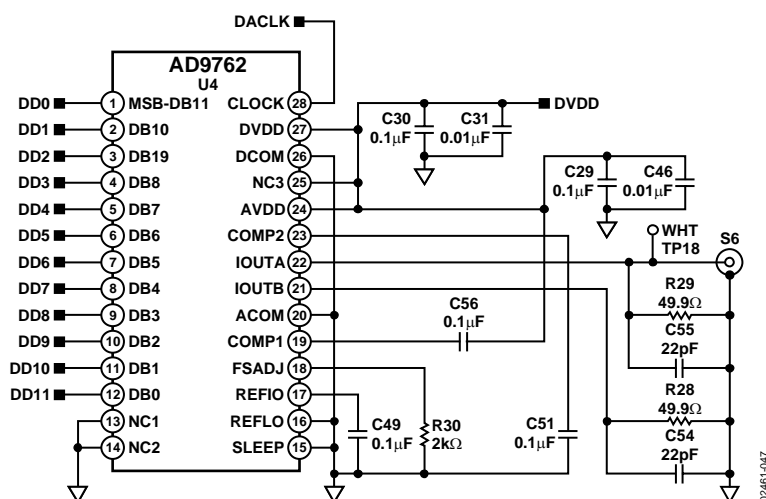 DACLK
AD9762
U4
DD0 1 MSB-DB11 CLOCK 28
DD1 2 DB10 DVDD 27
DD2 3 DB19 DCOM 26
DD3 4 DB8 NC3 25
DD4 5 DB7 AVDD 24
DD5 6 DB6 COMP2 23
DD6 7 DB5 IOUTA 22
DD7 8 DB4 IOUTB 21
DD8 9 DB3 ACOM 20
DD9 10 DB2 COMP1 19
DD10 11 DB1 FSADJ 18
DD11 12 DB0 REFIO 17
13 NC1 REFLO 16
14 NC2 SLEEP 15
DVDD
C30
0.1μF
C31
0.01μF
C29
0.1μF
C46
0.01μF
WHT
TP18
S6
R29
49.9Ω
C55
22pF
R28
49.9Ω
C54
22pF
C56
0.1μF
C49
0.1μF
R30
2kΩ
C51
0.1μF
02461-047